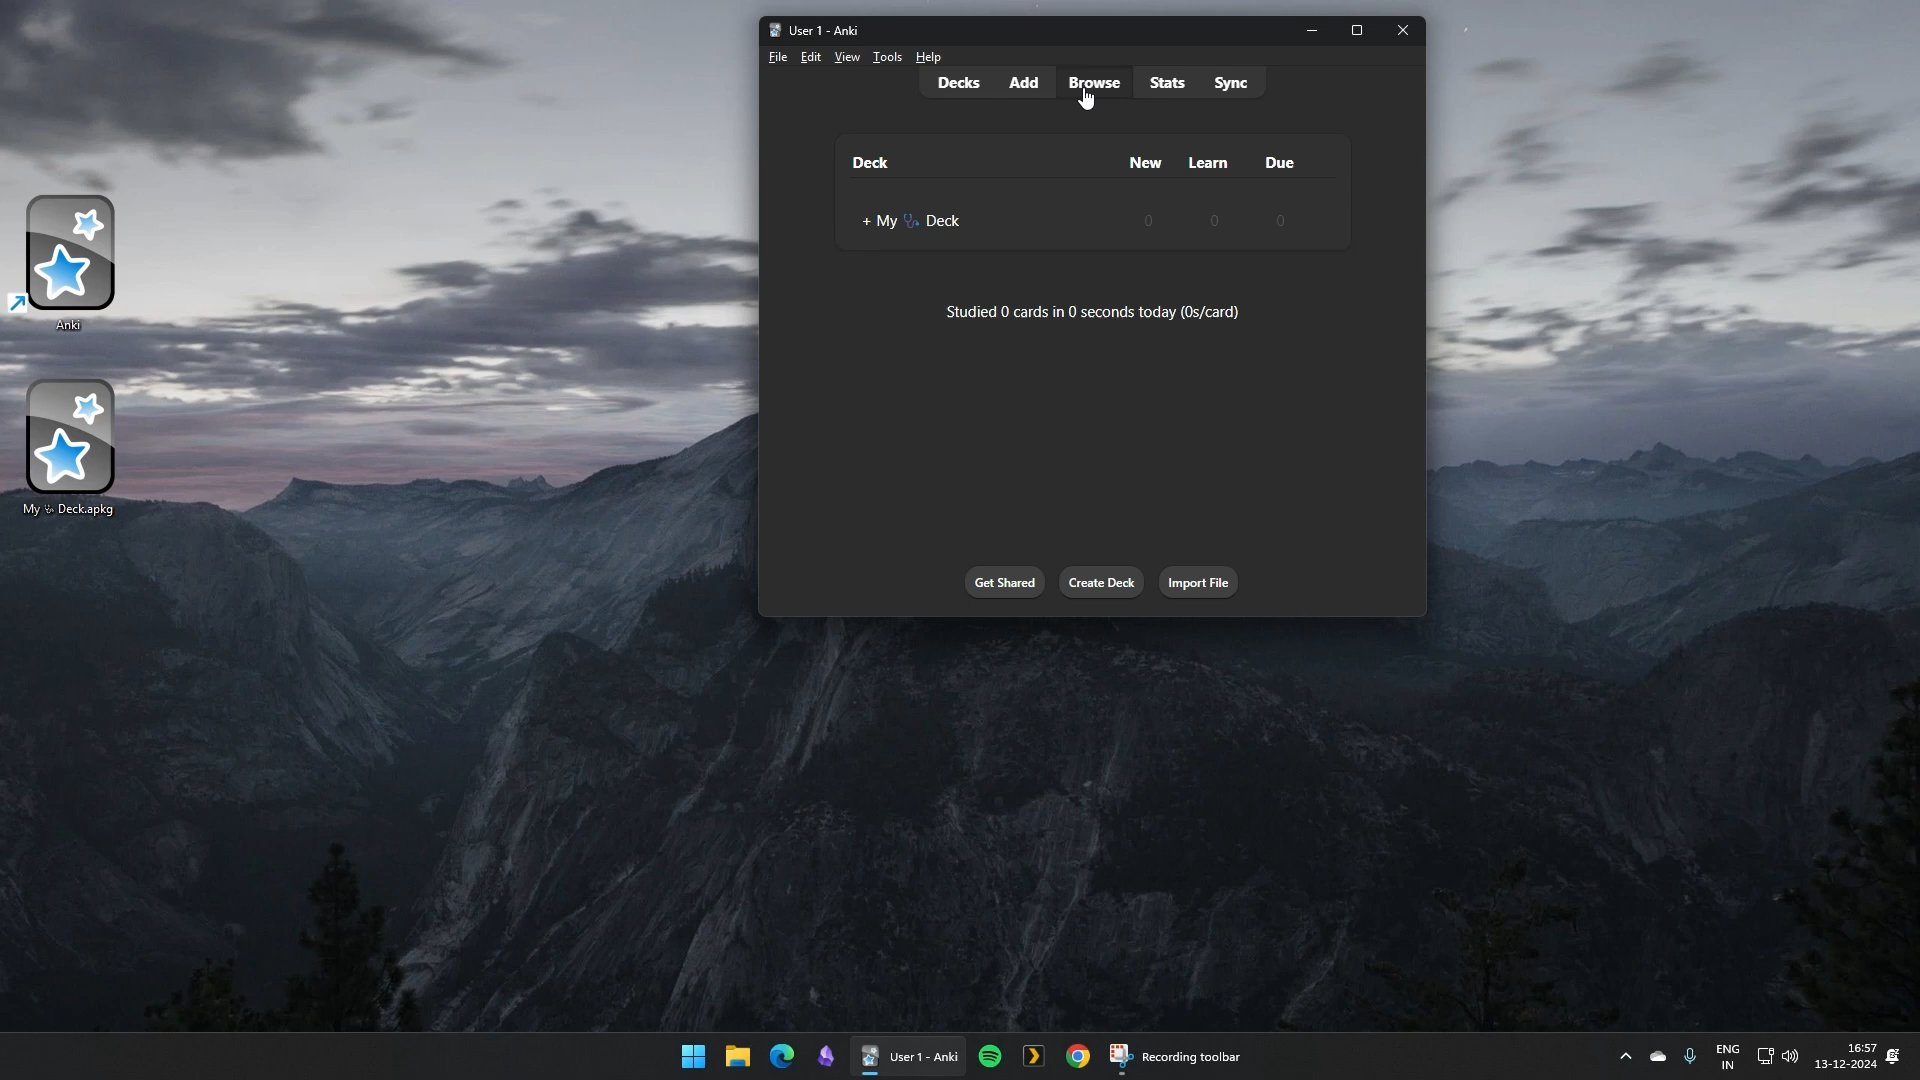 User 1 - Anki
File Edit View Tools Help
Decks Add Browse Stats Sync
Deck New Learn Due
+ My 🩺 Deck 0 0 0
Studied 0 cards in 0 seconds today (0s/card)
Get Shared Create Deck Import File
Anki
My 🩺 Deck.apkg
User 1 - Anki
Recording toolbar
ENG
IN
16:57
13-12-2024